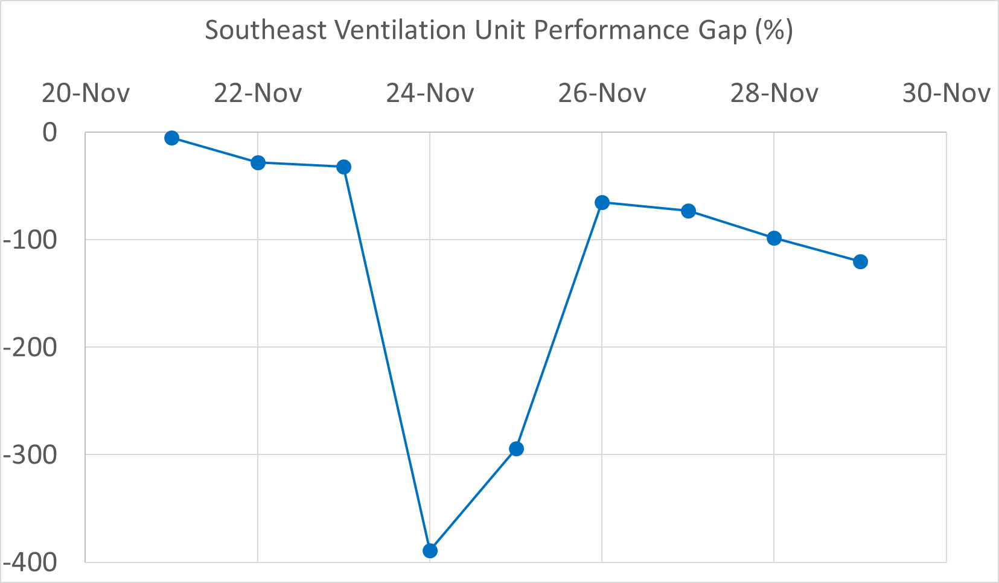 Southeast Ventilation Unit Performance Gap (%)
20-Nov 22-Nov 24-Nov 26-Nov 28-Nov 30-Nov
0
-100
-200
-300
-400